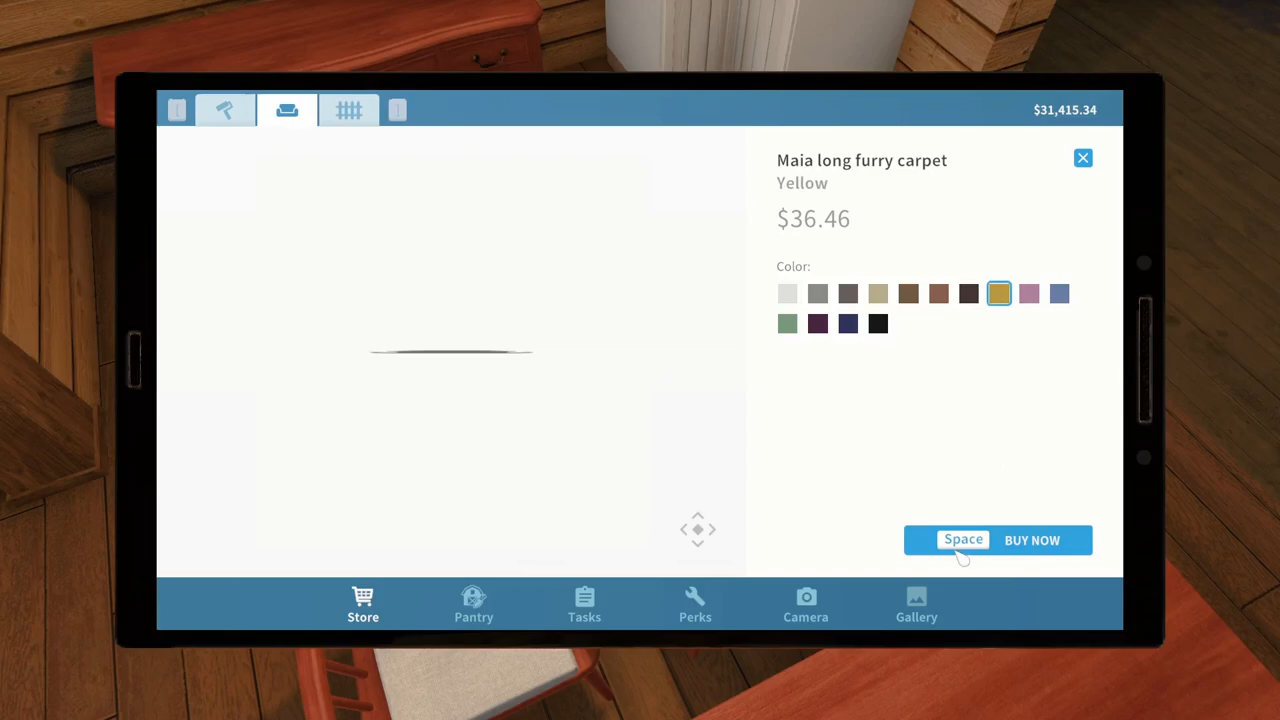 $31,415.34
Maia long furry carpet
Yellow
$36.46
Color:
Space BUY NOW
Store Pantry Tasks Perks Camera Gallery